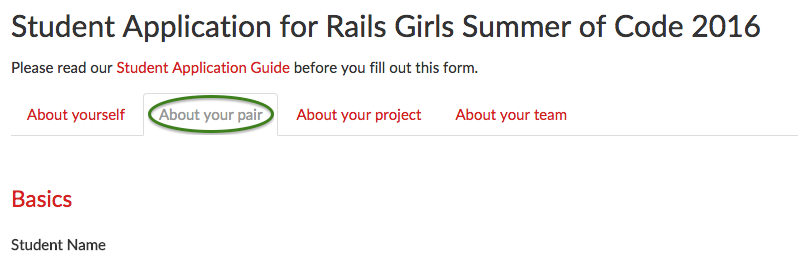 Student Application for Rails Girls Summer of Code 2016
Please read our Student Application Guide before you fill out this form.
About yourself About your pair About your project About your team
Basics
Student Name